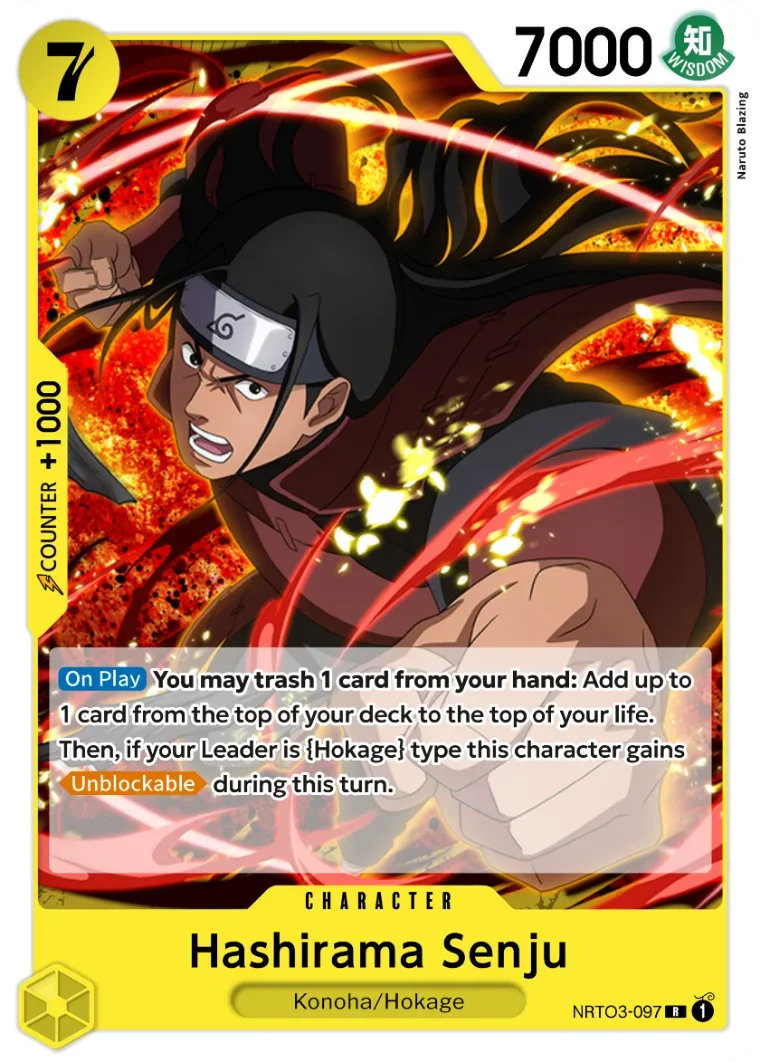 7
7000
知
WISDOM
Naruto Blazing
COUNTER +1000
On Play You may trash 1 card from your hand: Add up to
1 card from the top of your deck to the top of your life.
Then, if your Leader is {Hokage} type this character gains
Unblockable during this turn.
CHARACTER
Hashirama Senju
Konoha/Hokage
NRTO3-097 R 1